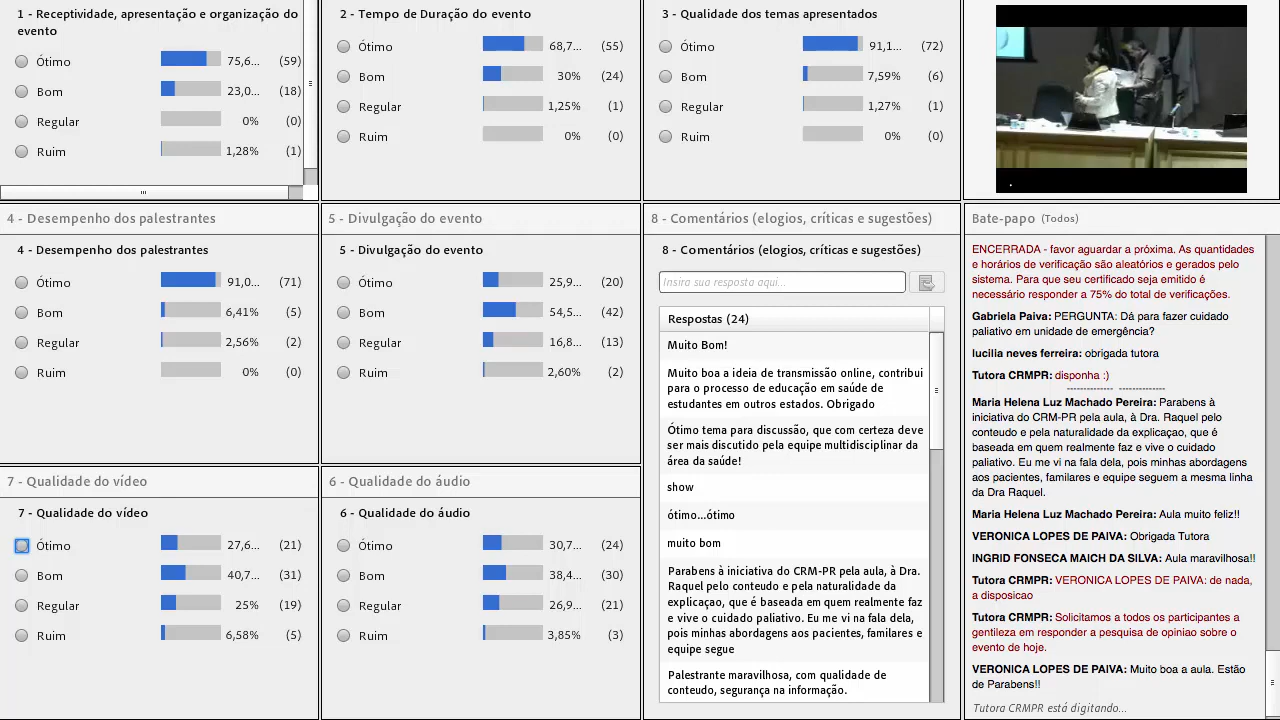 1 - Receptividade, apresentação e organização do
evento
Ótimo 75,6... (59)
Bom 23,0... (18)
Regular 0% (0)
Ruim 1,28% (1)
2 - Tempo de Duração do evento
Ótimo 68,7... (55)
Bom 30% (24)
Regular 1,25% (1)
Ruim 0% (0)
3 - Qualidade dos temas apresentados
Ótimo 91,1... (72)
Bom 7,59% (6)
Regular 1,27% (1)
Ruim 0% (0)
4 - Desempenho dos palestrantes
4 - Desempenho dos palestrantes
Ótimo 91,0... (71)
Bom 6,41% (5)
Regular 2,56% (2)
Ruim 0% (0)
5 - Divulgação do evento
5 - Divulgação do evento
Ótimo 25,9... (20)
Bom 54,5... (42)
Regular 16,8... (13)
Ruim 2,60% (2)
7 - Qualidade do vídeo
7 - Qualidade do vídeo
Ótimo 27,6... (21)
Bom 40,7... (31)
Regular 25% (19)
Ruim 6,58% (5)
6 - Qualidade do áudio
6 - Qualidade do áudio
Ótimo 30,7... (24)
Bom 38,4... (30)
Regular 26,9... (21)
Ruim 3,85% (3)
8 - Comentários (elogios, críticas e sugestões)
8 - Comentários (elogios, críticas e sugestões)
Insira sua resposta aqui...
Respostas (24)
Muito Bom!
Muito boa a ideia de transmissão online, contribui
para o processo de educação em saúde de
estudantes em outros estados. Obrigado
Ótimo tema para discussão, que com certeza deve
ser mais discutido pela equipe multidisciplinar da
área da saúde!
show
ótimo...ótimo
muito bom
Parabens à iniciativa do CRM-PR pela aula, à Dra.
Raquel pelo conteudo e pela naturalidade da
explicaçao, que é baseada em quem realmente faz
e vive o cuidado paliativo. Eu me vi na fala dela,
pois minhas abordagens aos pacientes, familares e
equipe segue
Palestrante maravilhosa, com qualidade de
conteudo, segurança na informação.
Bate-papo (Todos)
ENCERRADA - favor aguardar a próxima. As quantidades
e horários de verificação são aleatórios e gerados pelo
sistema. Para que seu certificado seja emitido é
necessário responder a 75% do total de verificações.
Gabriela Paiva: PERGUNTA: Dá para fazer cuidado
paliativo em unidade de emergência?
lucilia neves ferreira: obrigada tutora
Tutora CRMPR: disponha :)
-------------- --------------
Maria Helena Luz Machado Pereira: Parabens à
iniciativa do CRM-PR pela aula, à Dra. Raquel pelo
conteudo e pela naturalidade da explicaçao, que é
baseada em quem realmente faz e vive o cuidado
paliativo. Eu me vi na fala dela, pois minhas abordagens
aos pacientes, familares e equipe seguem a mesma linha
da Dra Raquel.
Maria Helena Luz Machado Pereira: Aula muito feliz!!
VERONICA LOPES DE PAIVA: Obrigada Tutora
INGRID FONSECA MAICH DA SILVA: Aula maravilhosa!!
Tutora CRMPR: VERONICA LOPES DE PAIVA: de nada,
a disposicao
Tutora CRMPR: Solicitamos a todos os participantes a
gentileza em responder a pesquisa de opiniao sobre o
evento de hoje.
VERONICA LOPES DE PAIVA: Muito boa a aula. Estão
de Parabens!!
Tutora CRMPR está digitando...